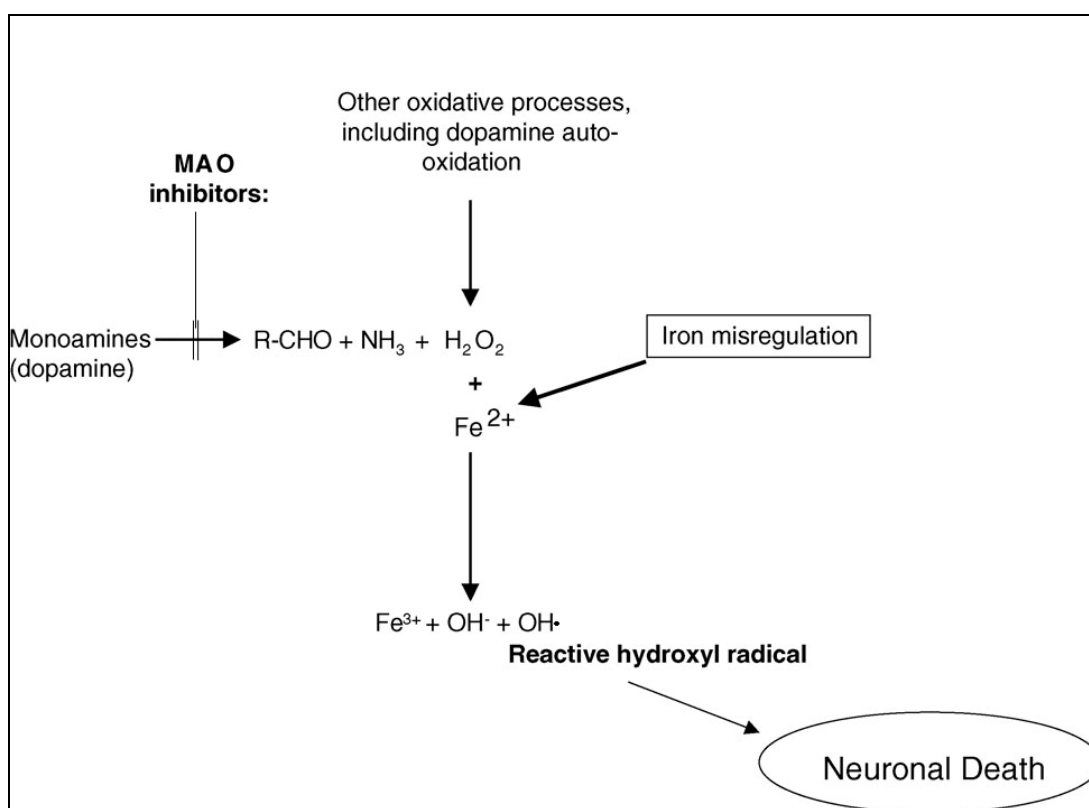 Other oxidative processes,
including dopamine auto-
oxidation
MAO
inhibitors:
Monoamines
(dopamine)
R-CHO + NH₃ + H₂O₂
Iron misregulation
+
Fe²⁺
Fe³⁺ + OH⁻ + OH•
Reactive hydroxyl radical
Neuronal Death